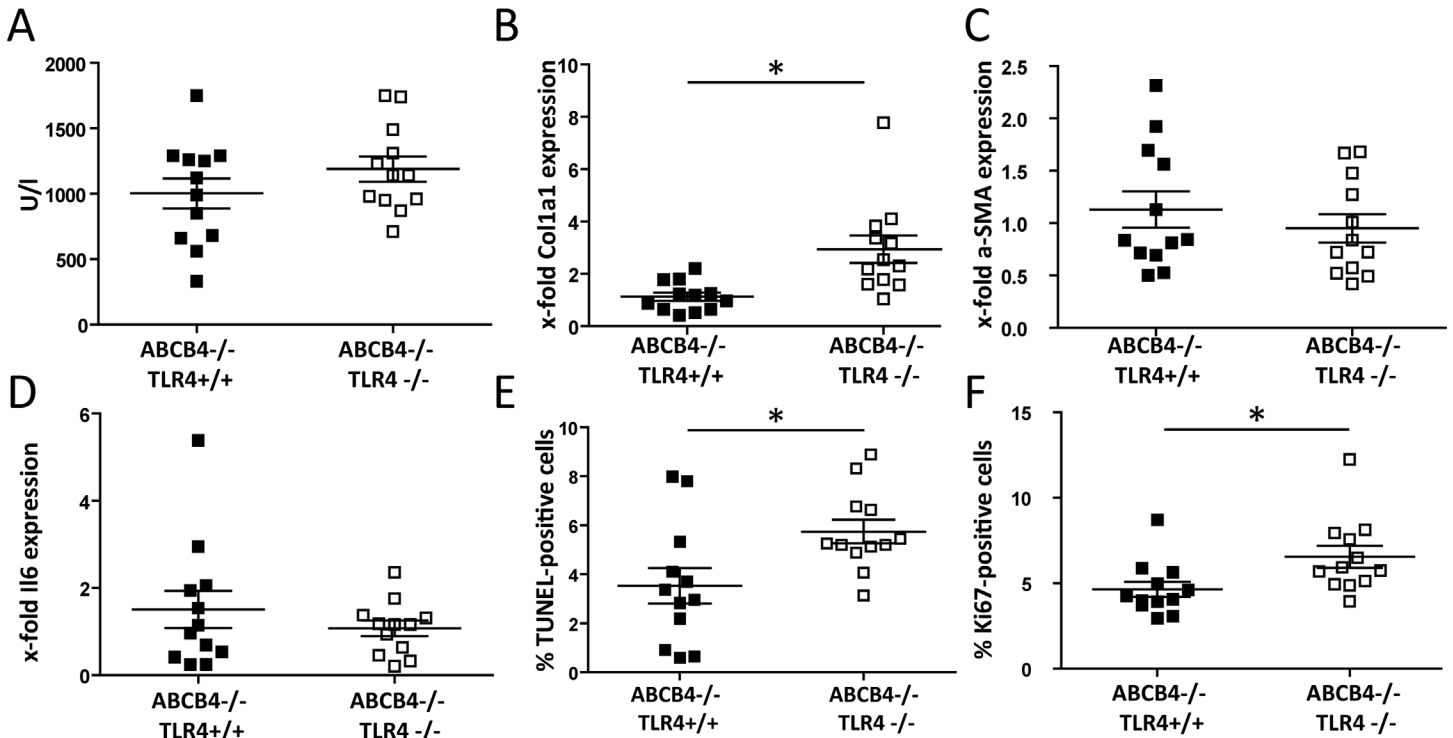 A
U/l
2000
1500
1000
500
0
ABCB4-/-
TLR4+/+
ABCB4-/-
TLR4 -/-
B
x-fold Col1a1 expression
10
8
6
4
2
0
*
ABCB4-/-
TLR4+/+
ABCB4-/-
TLR4 -/-
C
x-fold a-SMA expression
2.5
2.0
1.5
1.0
0.5
0.0
ABCB4-/-
TLR4+/+
ABCB4-/-
TLR4 -/-
D
x-fold Il6 expression
6
4
2
0
ABCB4-/-
TLR4+/+
ABCB4-/-
TLR4 -/-
E
% TUNEL-positive cells
10
8
6
4
2
0
*
ABCB4-/-
TLR4+/+
ABCB4-/-
TLR4 -/-
F
% Ki67-positive cells
15
10
5
0
*
ABCB4-/-
TLR4+/+
ABCB4-/-
TLR4 -/-